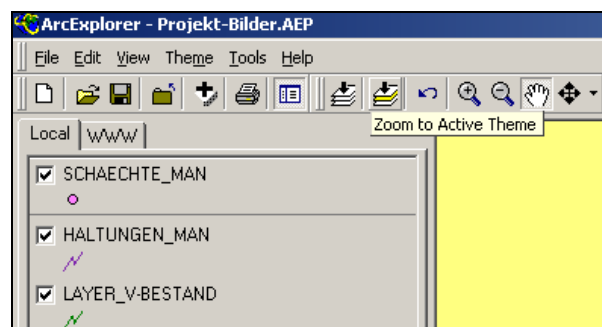 ArcExplorer - Projekt-Bilder.AEP
File Edit View Theme Tools Help
Zoom to Active Theme
Local WWW
SCHAECHTE_MAN
HALTUNGEN_MAN
LAYER_V-BESTAND